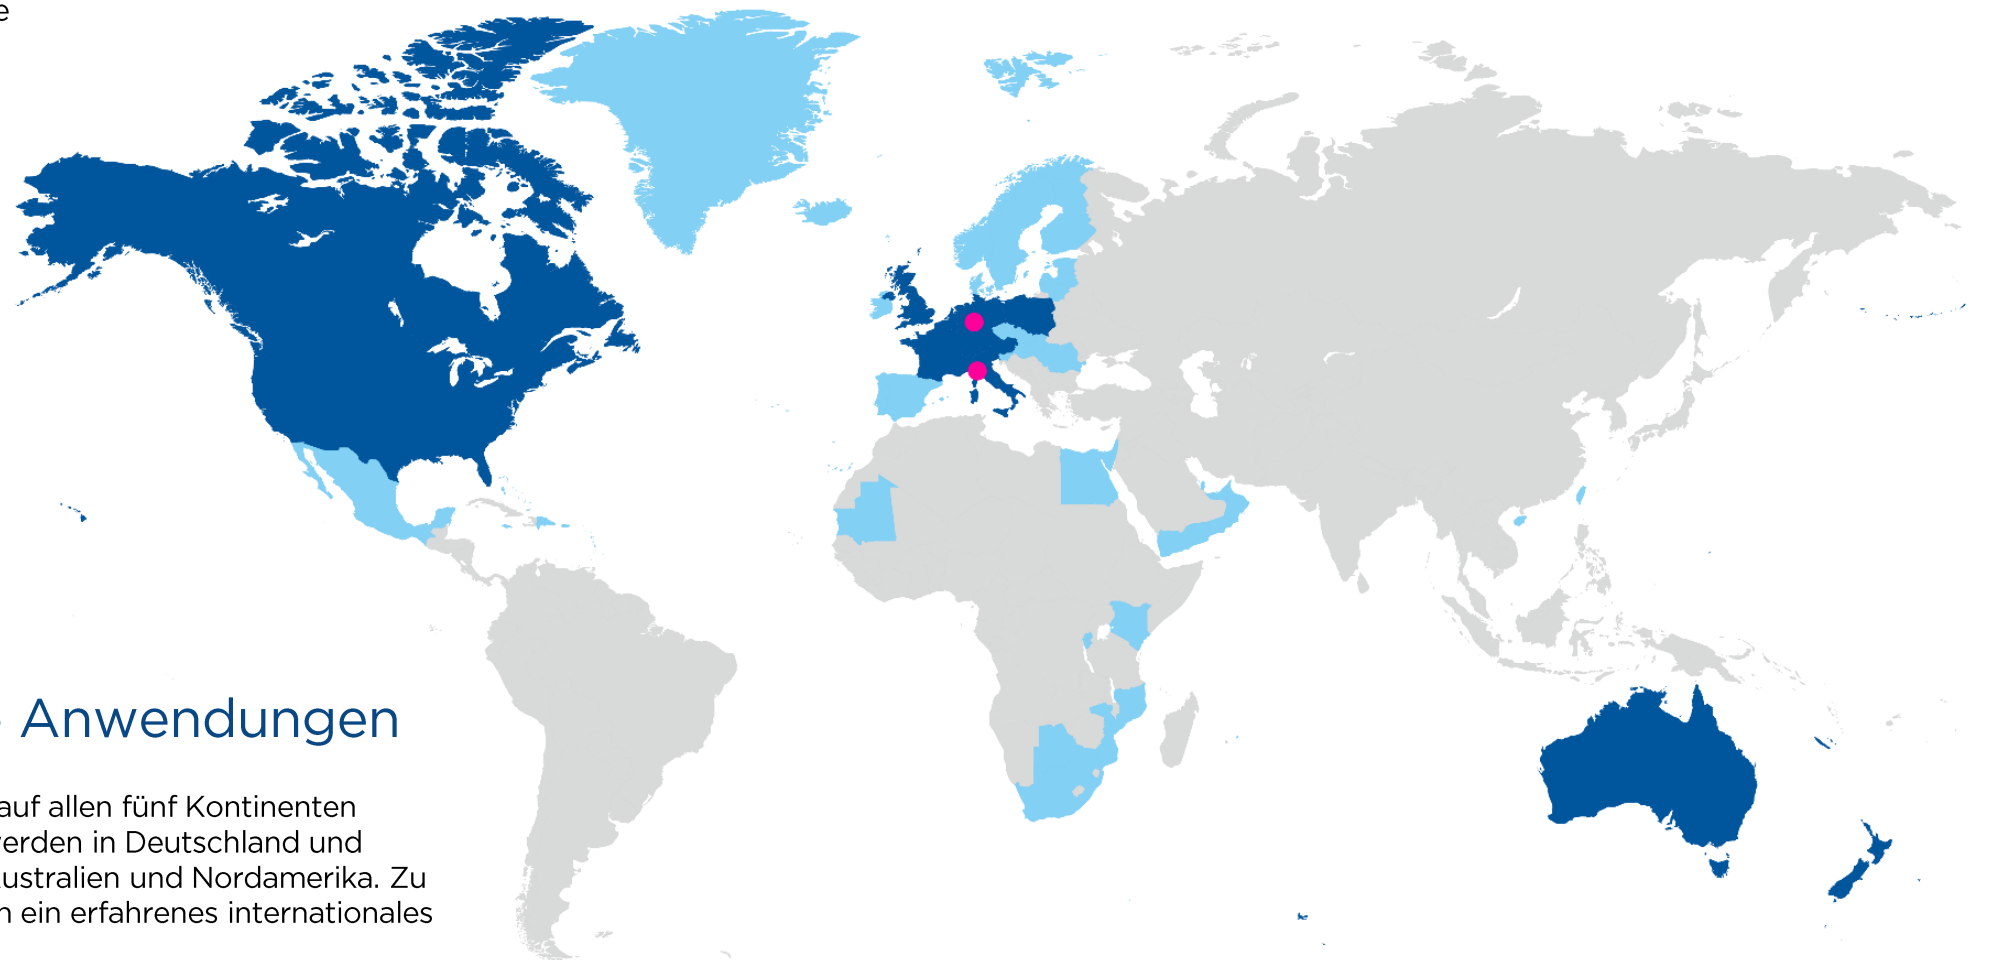 e
Anwendungen
auf allen fünf Kontinenten
erden in Deutschland und
ustralien und Nordamerika. Zu
n ein erfahrenes internationales